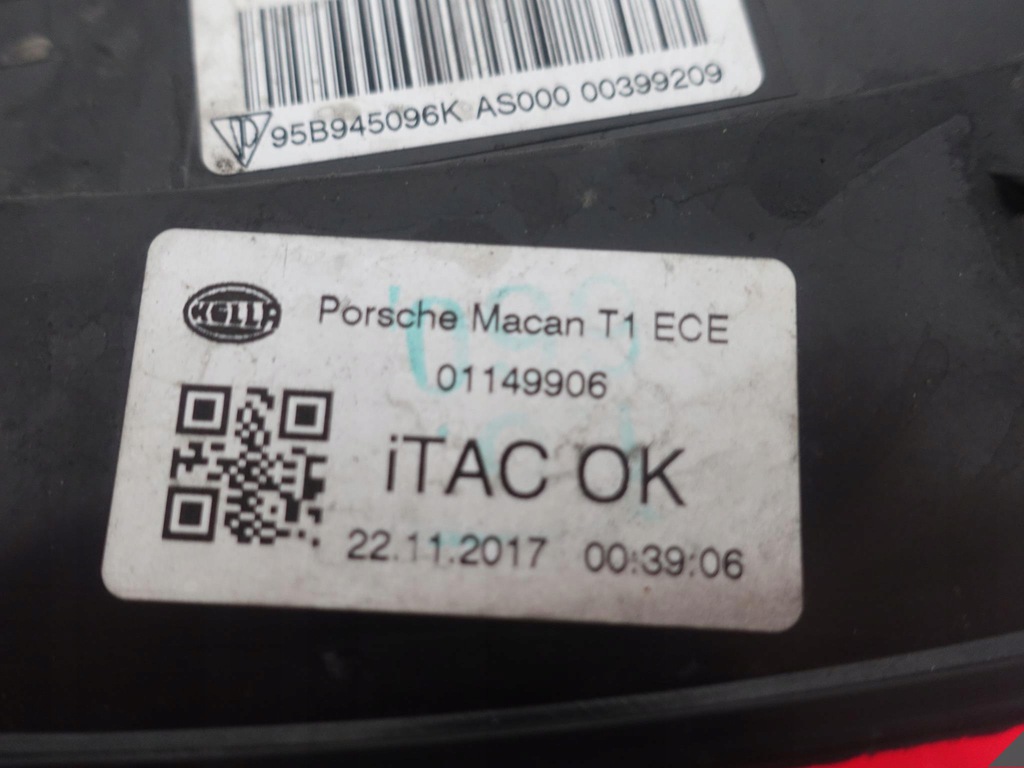 95B945096K AS000 00399209
HELLA Porsche Macan T1 ECE
01149906
iTAC OK
22.11.2017 00:39:06